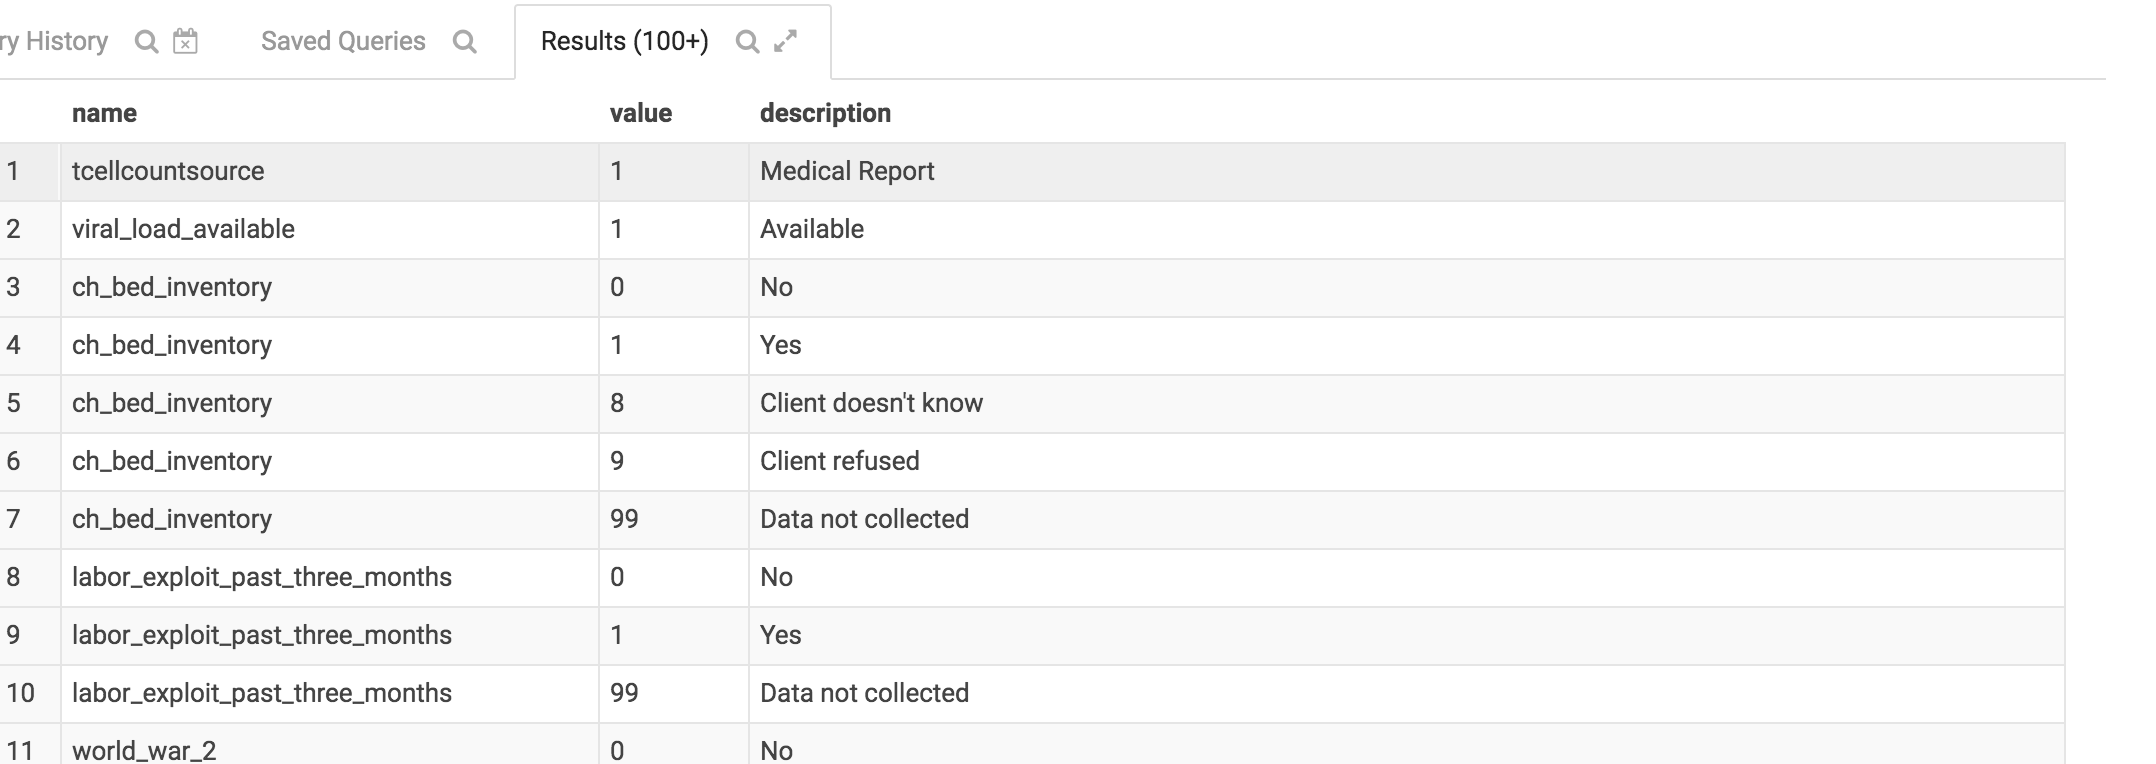 ry History Saved Queries Results (100+)
name value description
1 tcellcountsource 1 Medical Report
2 viral_load_available 1 Available
3 ch_bed_inventory 0 No
4 ch_bed_inventory 1 Yes
5 ch_bed_inventory 8 Client doesn't know
6 ch_bed_inventory 9 Client refused
7 ch_bed_inventory 99 Data not collected
8 labor_exploit_past_three_months 0 No
9 labor_exploit_past_three_months 1 Yes
10 labor_exploit_past_three_months 99 Data not collected
11 world_war_2 0 No